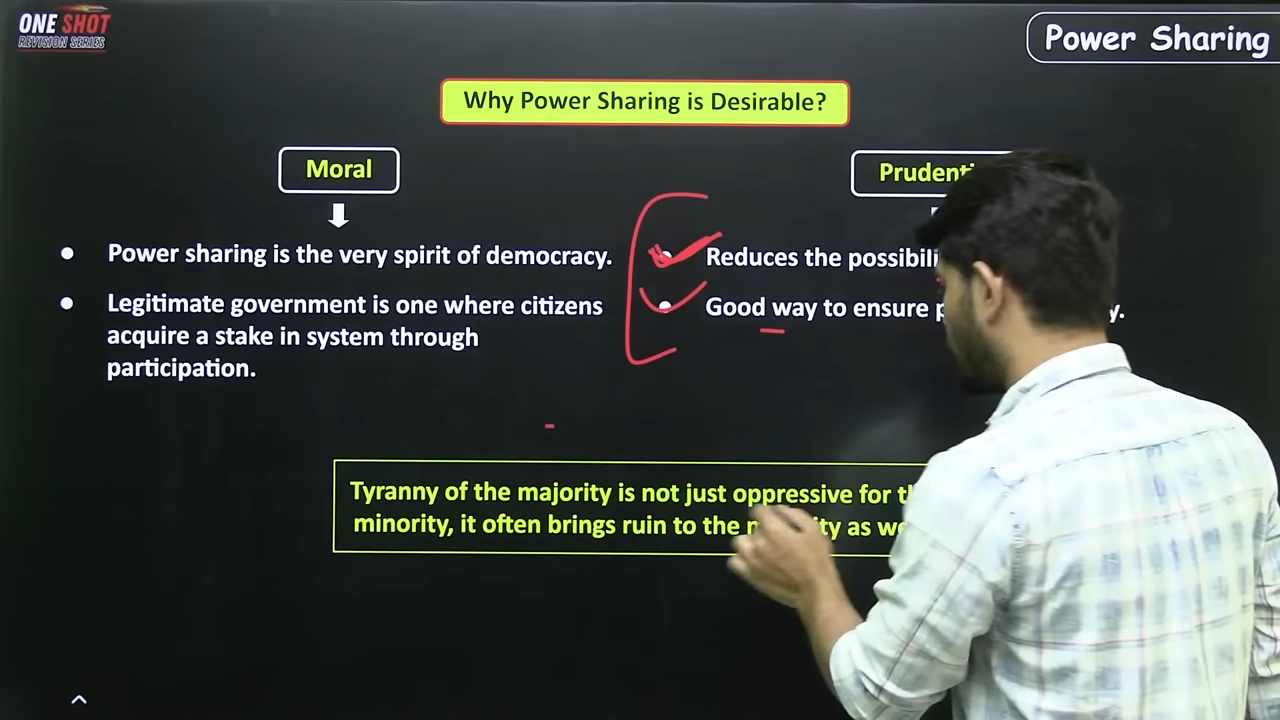 ONE SHOT
REVISION SERIES
Power Sharing
Why Power Sharing is Desirable?
Moral
• Power sharing is the very spirit of democracy.
• Legitimate government is one where citizens
acquire a stake in system through
participation.
• Reduces the
• Good way to ensure
Tyranny of the majority is not just oppressive for
minority, it often brings ruin to the as